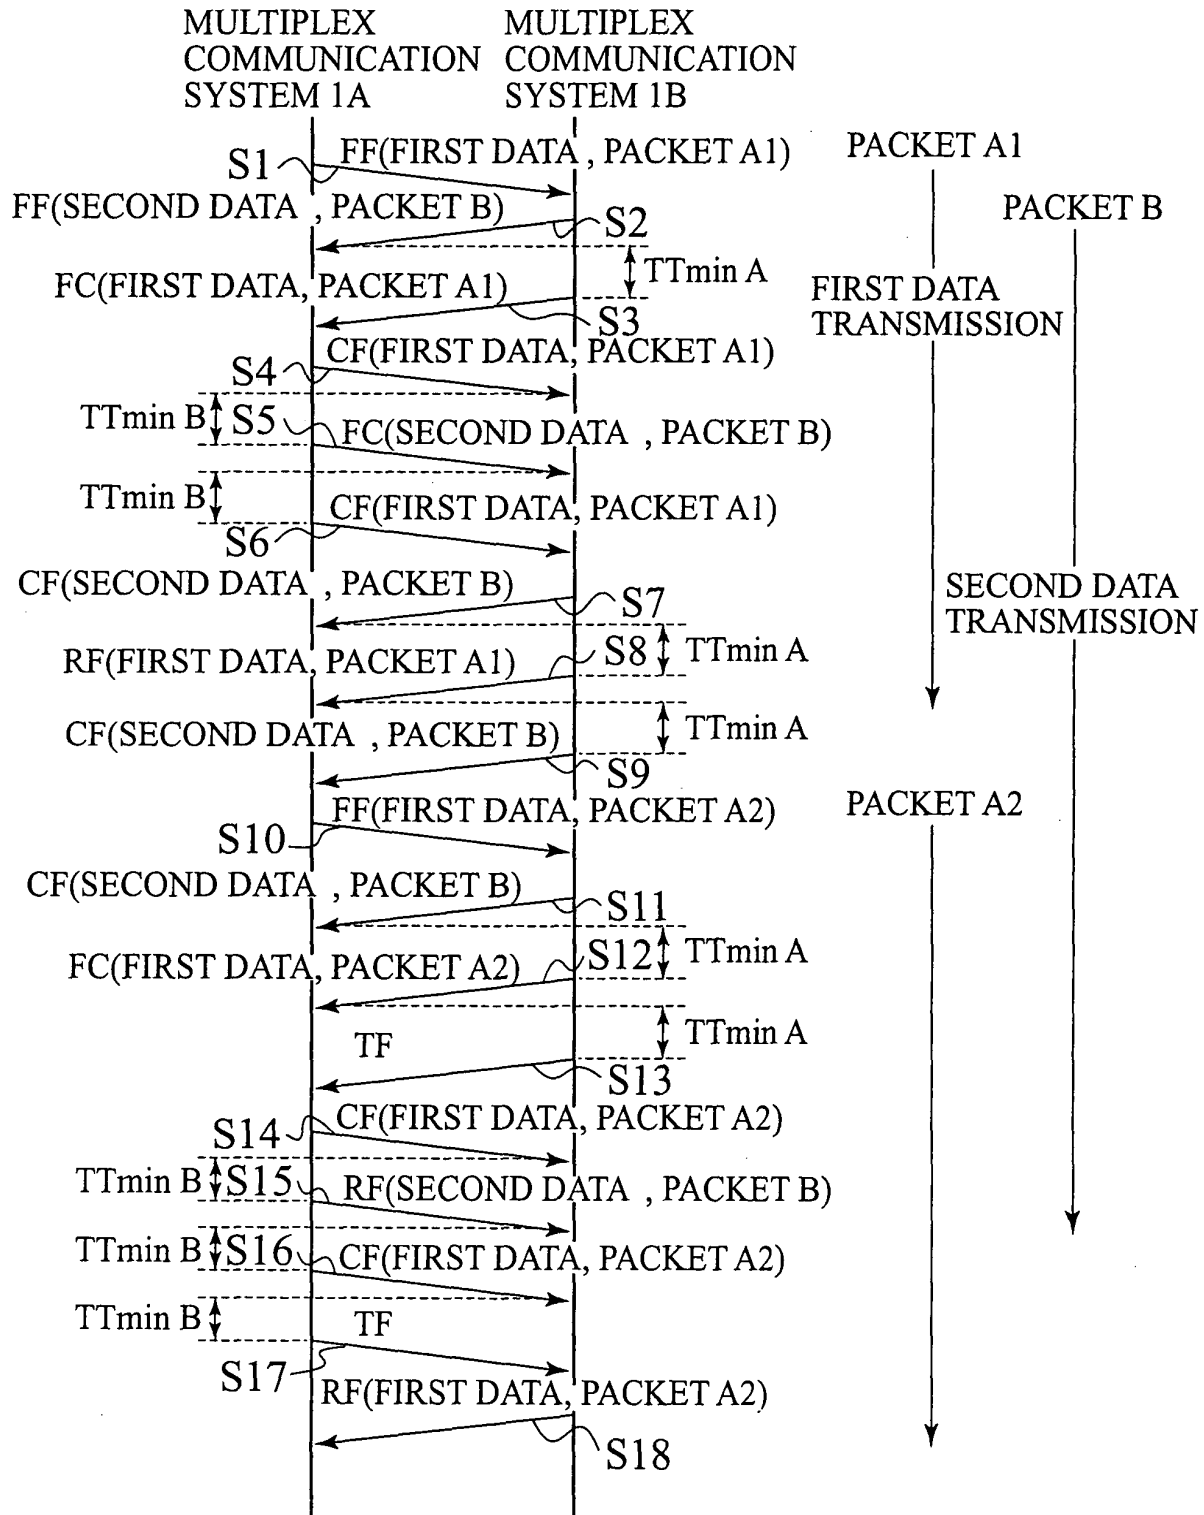 MULTIPLEX
COMMUNICATION
SYSTEM 1A
MULTIPLEX
COMMUNICATION
SYSTEM 1B
S1
FF(FIRST DATA , PACKET A1)
PACKET A1
FF(SECOND DATA , PACKET B)
S2
PACKET B
TTmin A
FC(FIRST DATA, PACKET A1)
S3
FIRST DATA
TRANSMISSION
CF(FIRST DATA, PACKET A1)
S4
TTmin B
S5
FC(SECOND DATA , PACKET B)
TTmin B
CF(FIRST DATA, PACKET A1)
S6
CF(SECOND DATA , PACKET B)
S7
SECOND DATA
TRANSMISSION
RF(FIRST DATA, PACKET A1)
S8
TTmin A
CF(SECOND DATA , PACKET B)
TTmin A
S9
FF(FIRST DATA, PACKET A2)
PACKET A2
S10
CF(SECOND DATA , PACKET B)
S11
FC(FIRST DATA, PACKET A2)
S12
TTmin A
TTmin A
TF
S13
CF(FIRST DATA, PACKET A2)
S14
TTmin B
S15
RF(SECOND DATA , PACKET B)
TTmin B
S16
CF(FIRST DATA, PACKET A2)
TTmin B
TF
S17
RF(FIRST DATA, PACKET A2)
S18